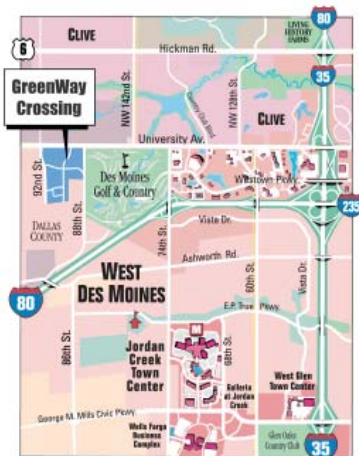 80
LIVING
HISTORY
FARMS
6
CLIVE
Hickman Rd.
35
GreenWay
Crossing
NW 142nd St.
NW 128th St.
CLIVE
University Av.
92nd St.
88th St.
Des Moines
Golf & Country
Westown Pkwy.
235
DALLAS
COUNTY
74th St.
Vista Dr.
Ashworth Rd.
WEST
DES MOINES
60th St.
Vista Dr.
80
E.P. True Pkwy.
86th St.
M
Jordan
Creek
Town
Center
68th St.
Galleria
at Jordan
Creek
West Glen
Town Center
George M. Mills Civic Pkwy.
Wells Fargo
Business
Complex
Glen Oaks
Country Club
35